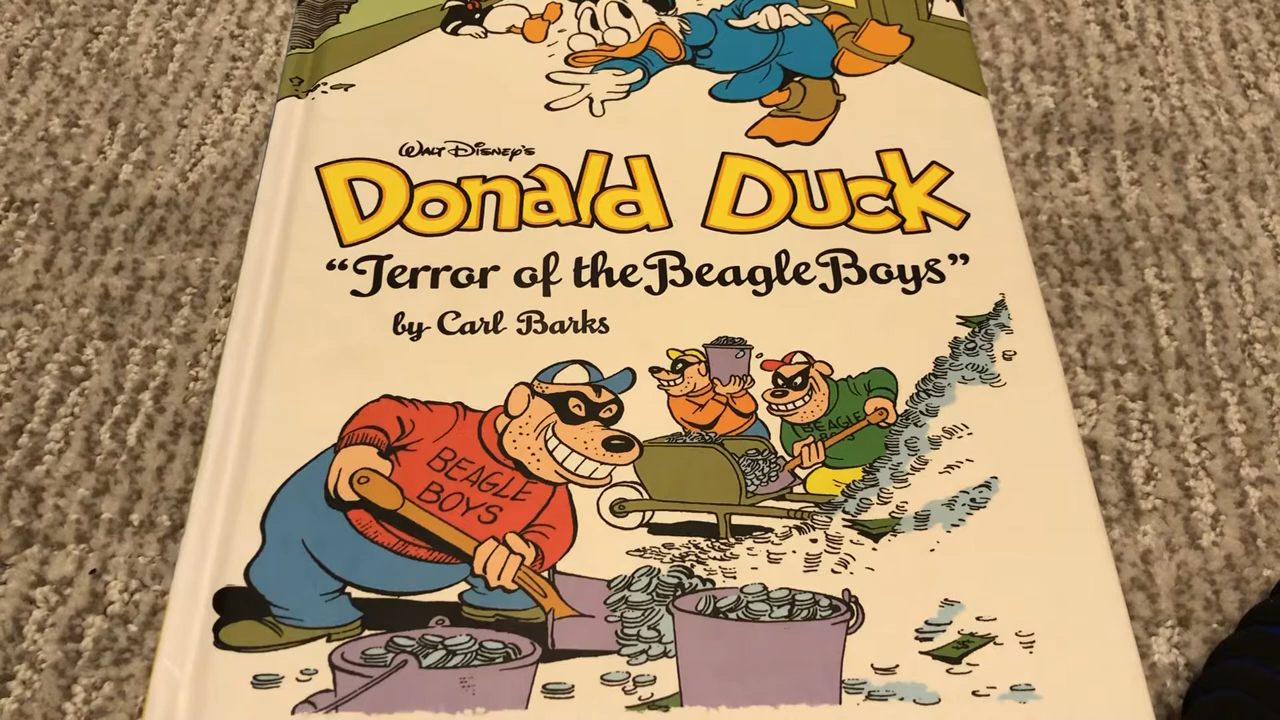 Walt Disney's
Donald Duck
“Terror of the Beagle Boys”
by Carl Barks
BEAGLE
BOYS
BEAGLE